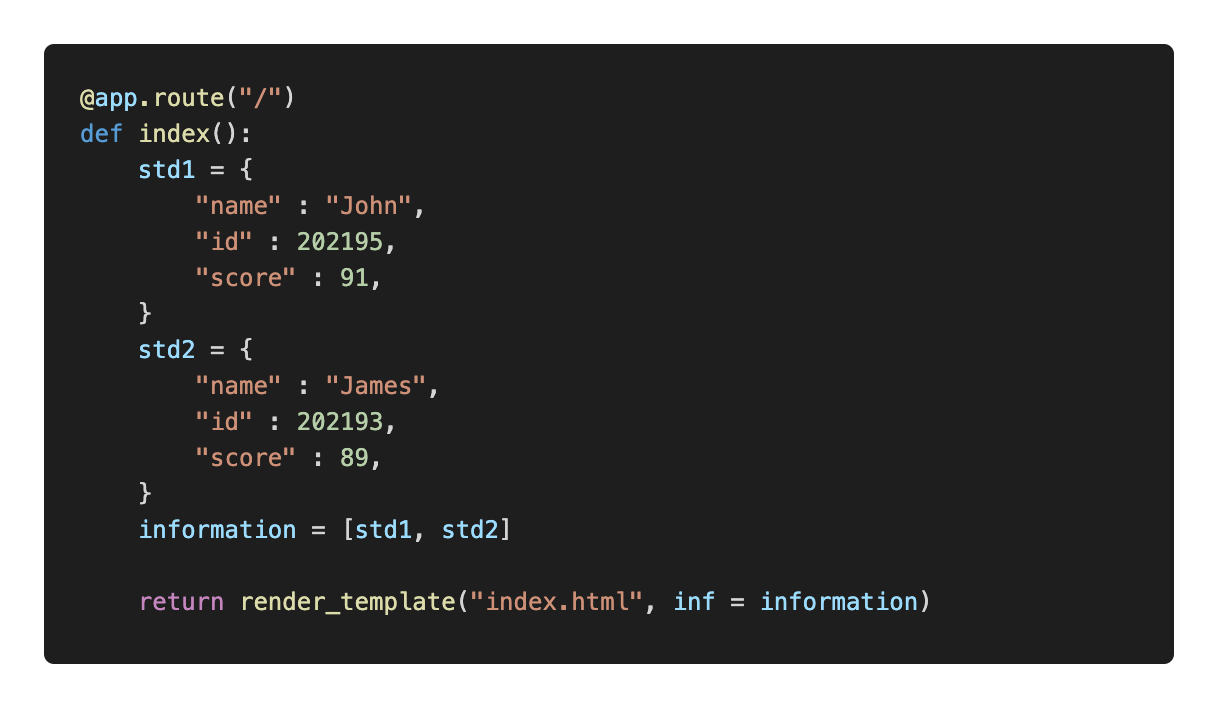 @app.route("/")
def index():
    std1 = {
        "name" : "John",
        "id" : 202195,
        "score" : 91,
    }
    std2 = {
        "name" : "James",
        "id" : 202193,
        "score" : 89,
    }
    information = [std1, std2]

    return render_template("index.html", inf = information)